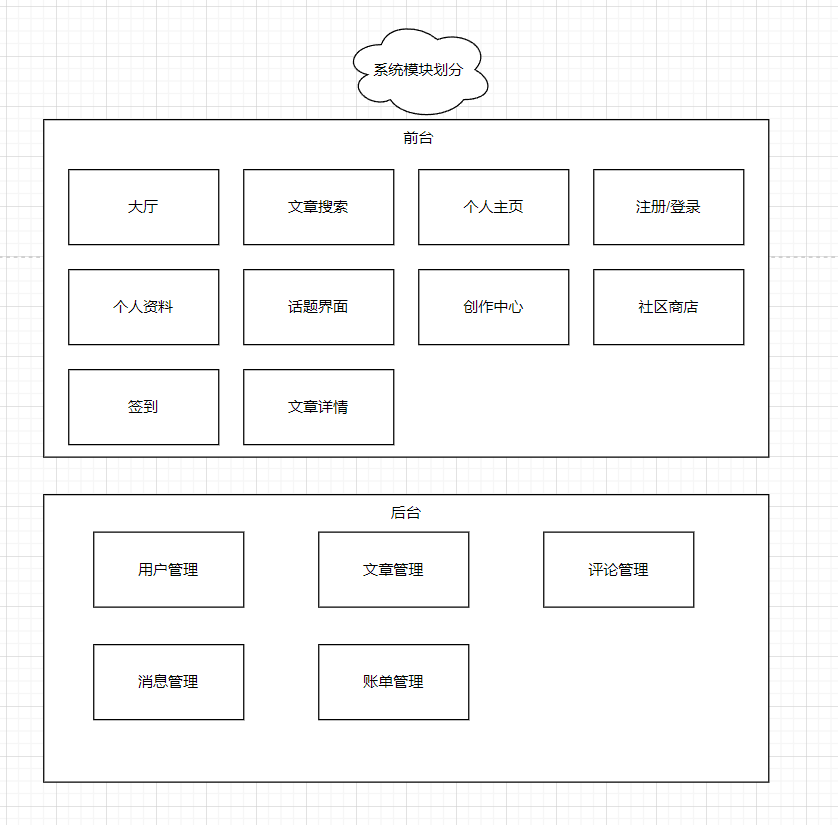 系统模块划分
前台
大厅
文章搜索
个人主页
注册/登录
个人资料
话题界面
创作中心
社区商店
签到
文章详情
后台
用户管理
文章管理
评论管理
消息管理
账单管理